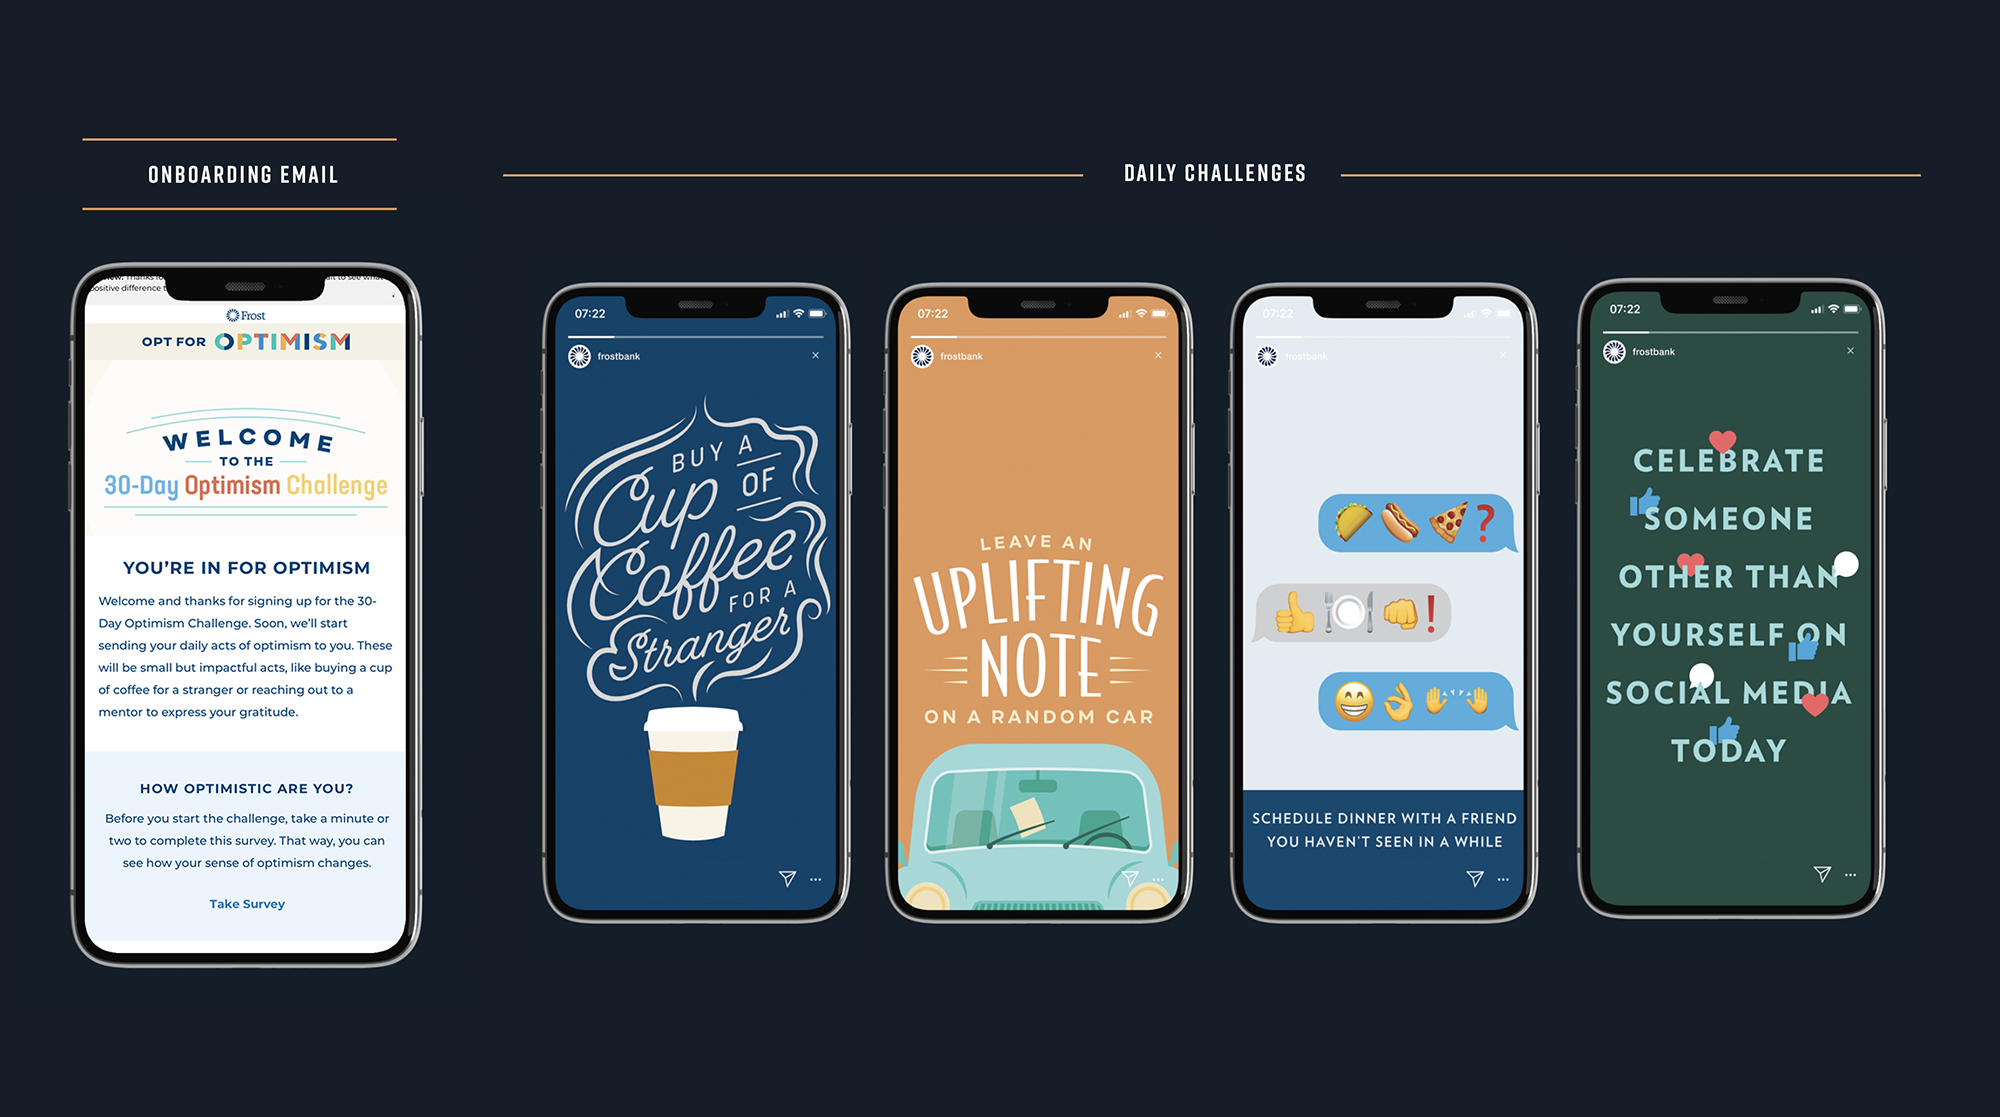 ONBOARDING EMAIL
DAILY CHALLENGES
positive difference
Frost
OPT FOR OPTIMISM
WELCOME
TO THE
30-Day Optimism Challenge
YOU'RE IN FOR OPTIMISM
Welcome and thanks for signing up for the 30-
Day Optimism Challenge. Soon, we'll start
sending your daily acts of optimism to you. These
will be small but impactful acts, like buying a cup
of coffee for a stranger or reaching out to a
mentor to express your gratitude.
HOW OPTIMISTIC ARE YOU?
Before you start the challenge, take a minute or
two to complete this survey. That way, you can
see how your sense of optimism changes.
Take Survey
07:22
frostbank
BUY A
Cup OF
Coffee
FOR A
Stranger
07:22
frostbank
LEAVE AN
UPLIFTING
NOTE
ON A RANDOM CAR
07:22
frostbank
SCHEDULE DINNER WITH A FRIEND
YOU HAVEN'T SEEN IN A WHILE
07:22
frostbank
CELEBRATE
SOMEONE
OTHER THAN
YOURSELF ON
SOCIAL MEDIA
TODAY